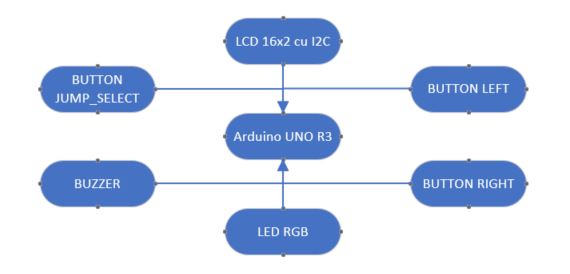 LCD 16x2 cu I2C
BUTTON
JUMP_SELECT
BUTTON LEFT
Arduino UNO R3
BUZZER
BUTTON RIGHT
LED RGB